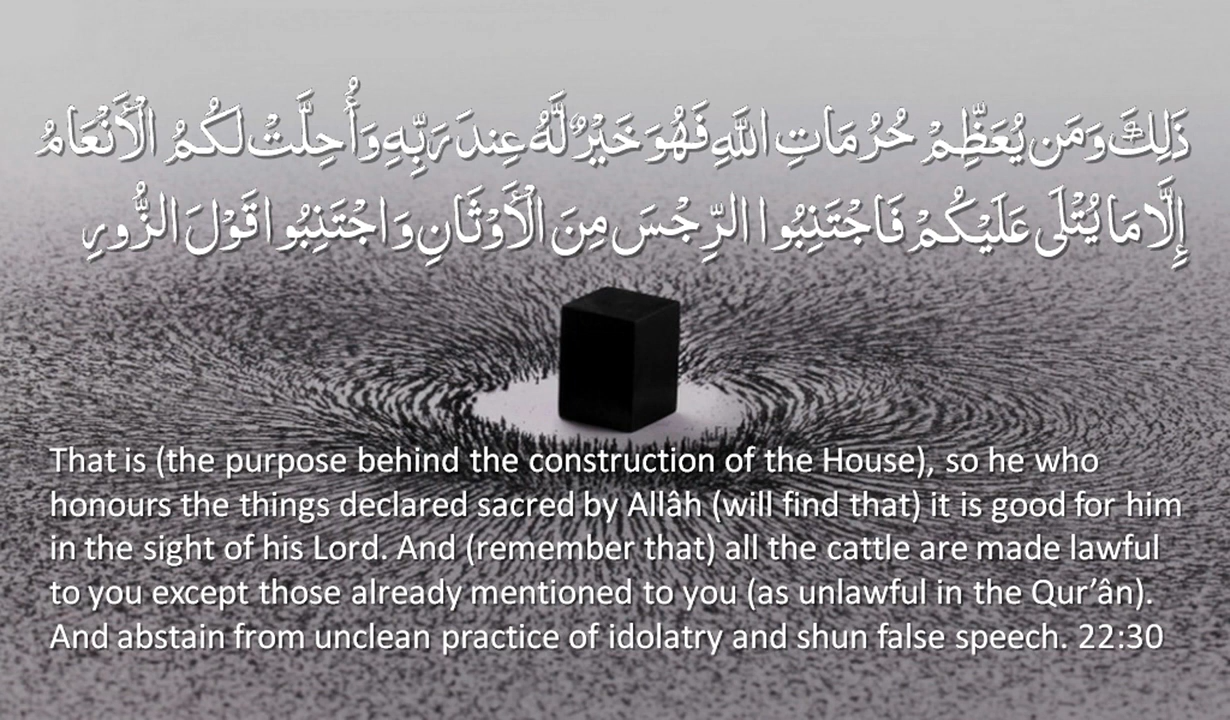 ذَٰلِكَ وَمَن يُعَظِّمْ حُرُمَاتِ اللَّهِ فَهُوَ خَيْرٌ لَّهُ عِندَ رَبِّهِ وَأُحِلَّتْ لَكُمُ الْأَنْعَامُ
إِلَّا مَا يُتْلَى عَلَيْكُمْ فَاجْتَنِبُوا الرِّجْسَ مِنَ الْأَوْثَانِ وَاجْتَنِبُوا قَوْلَ الزُّورِ
That is (the purpose behind the construction of the House), so he who
honours the things declared sacred by Allâh (will find that) it is good for him
in the sight of his Lord. And (remember that) all the cattle are made lawful
to you except those already mentioned to you (as unlawful in the Qur’ân).
And abstain from unclean practice of idolatry and shun false speech. 22:30